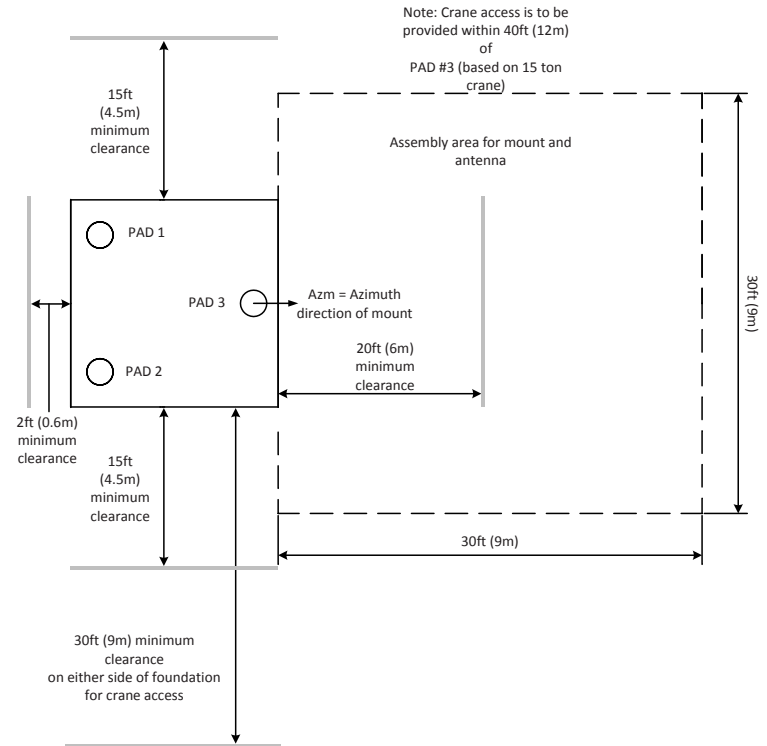 Note: Crane access is to be
provided within 40ft (12m)
of
PAD #3 (based on 15 ton
crane)
15ft
(4.5m)
minimum
clearance
Assembly area for mount and
antenna
PAD 1
PAD 3
Azm = Azimuth
direction of mount
30ft (9m)
20ft (6m)
minimum
clearance
PAD 2
2ft (0.6m)
minimum
clearance
15ft
(4.5m)
minimum
clearance
30ft (9m)
30ft (9m) minimum
clearance
on either side of foundation
for crane access